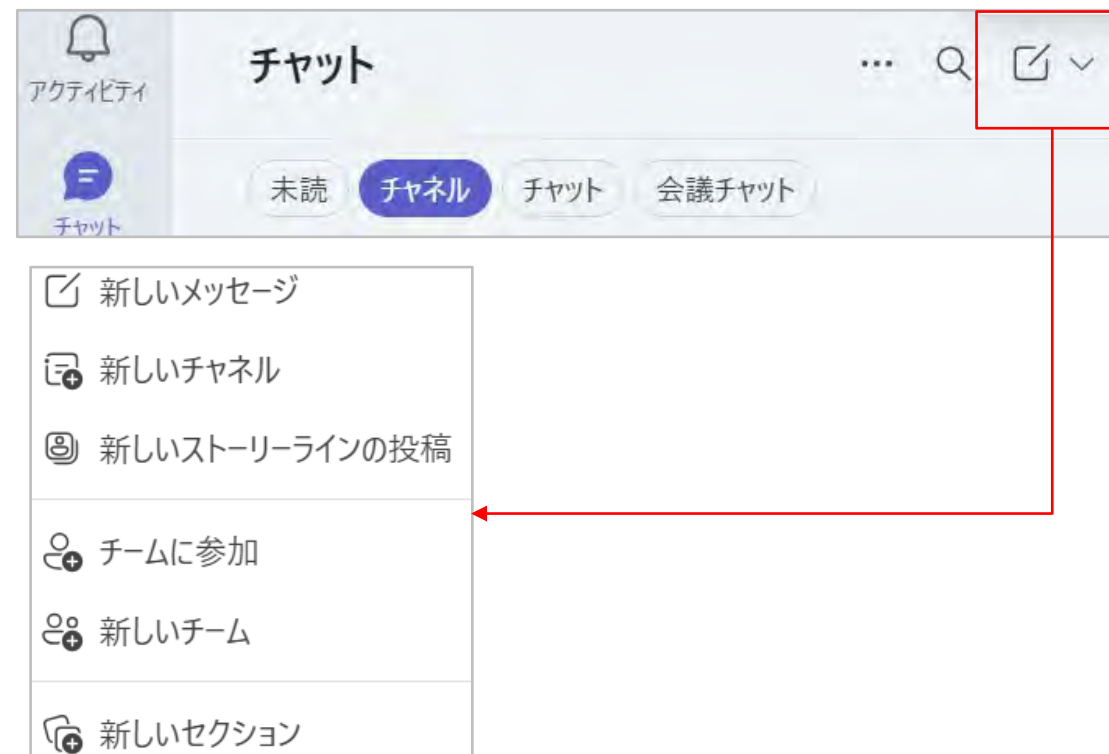 アクティビティ
チャット
…
チャット
未読 チャネル チャット 会議チャット
新しいメッセージ
新しいチャネル
新しいストーリーラインの投稿
チームに参加
新しいチーム
新しいセクション